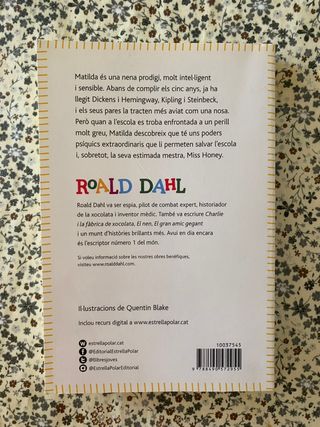 Matilda és una nena prodigi, molt intel·ligent
i sensible. Abans de complir els cinc anys, ja ha
llegit Dickens i Hemingway, Kipling i Steinbeck,
i els seus pares la tracten més aviat com una nosa.
Però quan a l'escola es troba enfrontada a un perill
molt greu, Matilda descobreix que té uns poders
psíquics extraordinaris que li permeten salvar l'escola
i, sobretot, la seva estimada mestra, Miss Honey.
ROALD DAHL
Roald Dahl va ser espia, pilot de combat expert, historiador
de la xocolata i inventor mèdic. També va escriure Charlie
i la fàbrica de xocolata, El nen, El gran amic gegant
i un munt d'històries brillants més. Avui en dia encara
és l'escriptor número 1 del món.
Si voleu informació sobre les nostres obres benèfiques,
visiteu www.roalddahl.com.
Il·lustracions de Quentin Blake
Inclou recurs digital a www.estrellapolar.cat
estrellapolar.cat
@EditorialEstrellaPolar
@llibresjoves
@EstrellaPolarEditorial
10037545
9 788490 572955